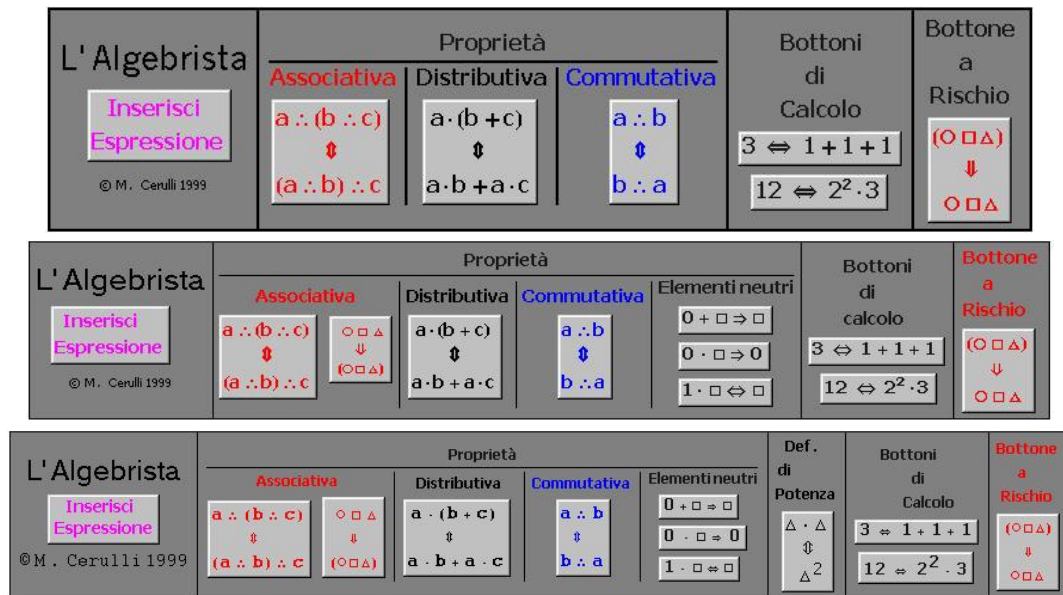 L'Algebrista
Inserisci
Espressione
© M. Cerulli 1999
Proprietà
Associativa
a ∴ (b ∴ c)
⇕
(a ∴ b) ∴ c
Distributiva
a·(b +c)
⇕
a·b +a·c
Commutativa
a ∴ b
⇕
b ∴ a
Bottoni
di
Calcolo
3 ⇔ 1 + 1 + 1
12 ⇔ 2²·3
Bottone
a
Rischio
(○ □ △)
⇓
○ □ △
L'Algebrista
Inserisci
Espressione
© M. Cerulli 1999
Proprietà
Associativa
a ∴ (b ∴ c)
⇕
(a ∴ b) ∴ c
○ □ △
⇓
(○ □ △)
Distributiva
a·(b + c)
⇕
a·b + a·c
Commutativa
a ∴ b
⇕
b ∴ a
Elementi neutri
0 + □ ⇒ □
0 · □ ⇒ 0
1 · □ ⇔ □
Bottoni
di
calcolo
3 ⇔ 1 + 1 + 1
12 ⇔ 2²·3
Bottone
a
Rischio
(○ □ △)
⇓
○ □ △
L'Algebrista
Inserisci
Espressione
© M. Cerulli 1999
Proprietà
Associativa
a ∴ (b ∴ c)
⇕
(a ∴ b) ∴ c
○ □ △
⇓
(○ □ △)
Distributiva
a · (b + c)
⇕
a · b + a · c
Commutativa
a ∴ b
⇕
b ∴ a
Elementi neutri
0 + □ ⇒ □
0 · □ ⇒ 0
1 · □ ⇔ □
Def.
di
Potenza
△ · △
⇕
△²
Bottoni
di
Calcolo
3 ⇔ 1 + 1 + 1
12 ⇔ 2² · 3
Bottone
a
Rischio
(○ □ △)
⇓
○ □ △